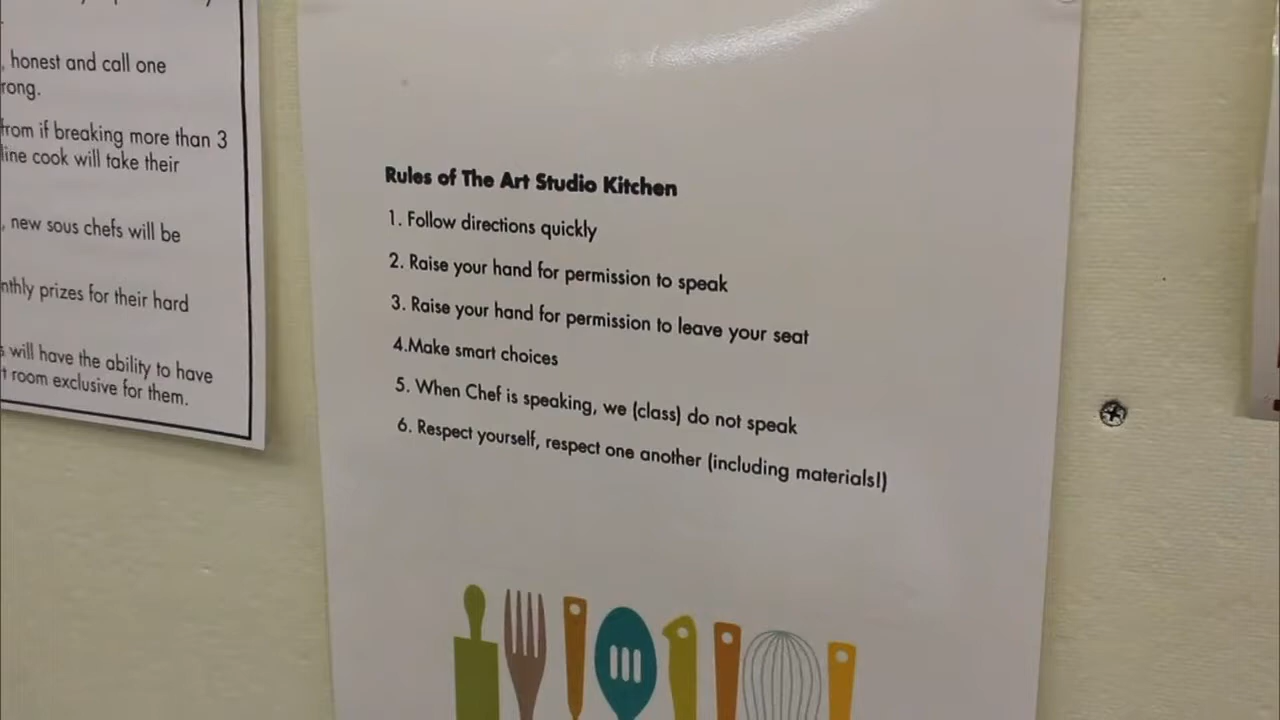 , honest and call one
rong.
from if breaking more than 3
line cook will take their
, new sous chefs will be
nthly prizes for their hard
s will have the ability to have
t room exclusive for them.
Rules of The Art Studio Kitchen
1. Follow directions quickly
2. Raise your hand for permission to speak
3. Raise your hand for permission to leave your seat
4.Make smart choices
5. When Chef is speaking, we (class) do not speak
6. Respect yourself, respect one another (including materials!)